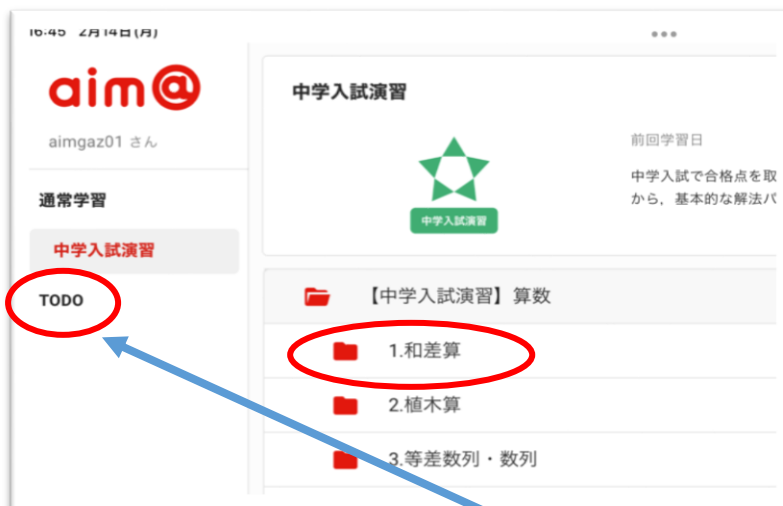 16:45 2月14日(月)
aim@
aimgaz01 さん
通常学習
中学入試演習
TODO
中学入試演習
中学入試演習
前回学習日
中学入試で合格点を取
から，基本的な解法パ
【中学入試演習】算数
1.和差算
2.植木算
3.等差数列・数列